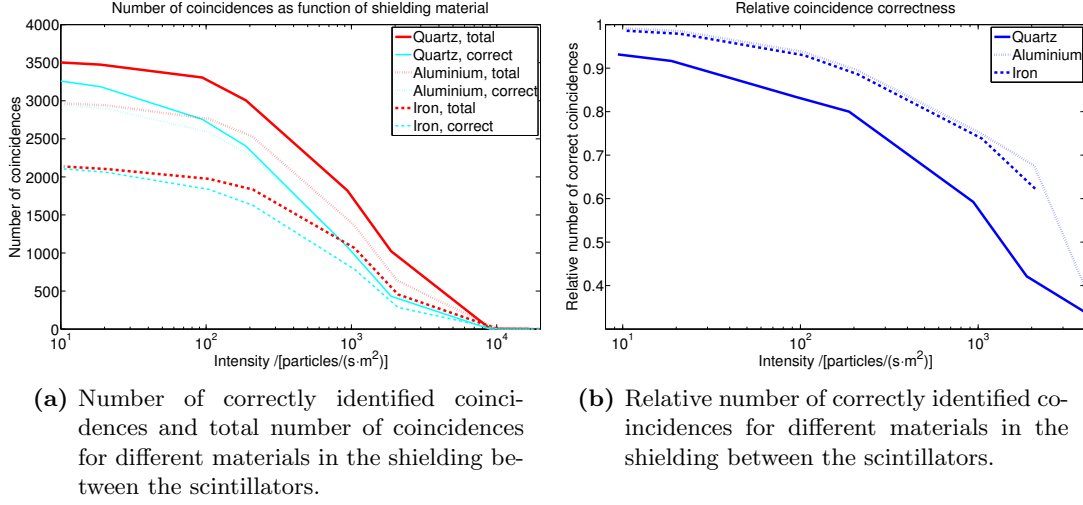 Number of coincidences as function of shielding material
4000
3500
3000
2500
2000
1500
1000
500
0
Number of coincidences
10^1
10^2
10^3
10^4
Intensity /[particles/(s·m²)]
Quartz, total
Quartz, correct
Aluminium, total
Aluminium, correct
Iron, total
Iron, correct
(a) Number of correctly identified coinci-
dences and total number of coincidences
for different materials in the shielding be-
tween the scintillators.
Relative coincidence correctness
1
0.9
0.8
0.7
0.6
0.5
0.4
Relative number of correct coincidences
10^1
10^2
10^3
Intensity /[particles/(s·m²)]
Quartz
Aluminium
Iron
(b) Relative number of correctly identified co-
incidences for different materials in the
shielding between the scintillators.